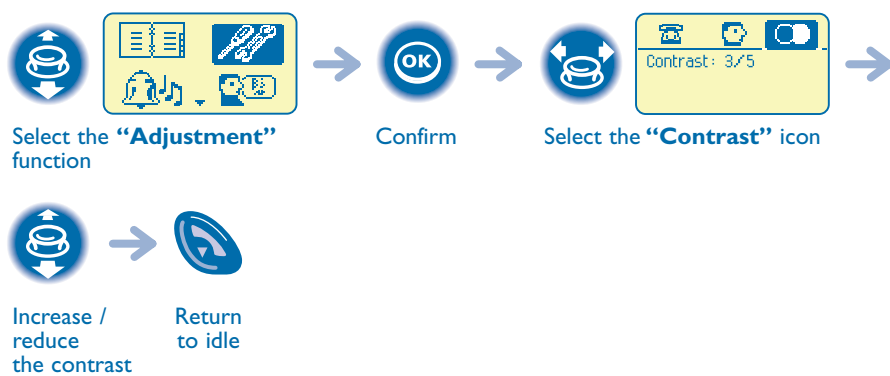 OK
Contrast: 3/5
Select the “Adjustment”
function
Confirm
Select the “Contrast” icon
Increase /
reduce
the contrast
Return
to idle